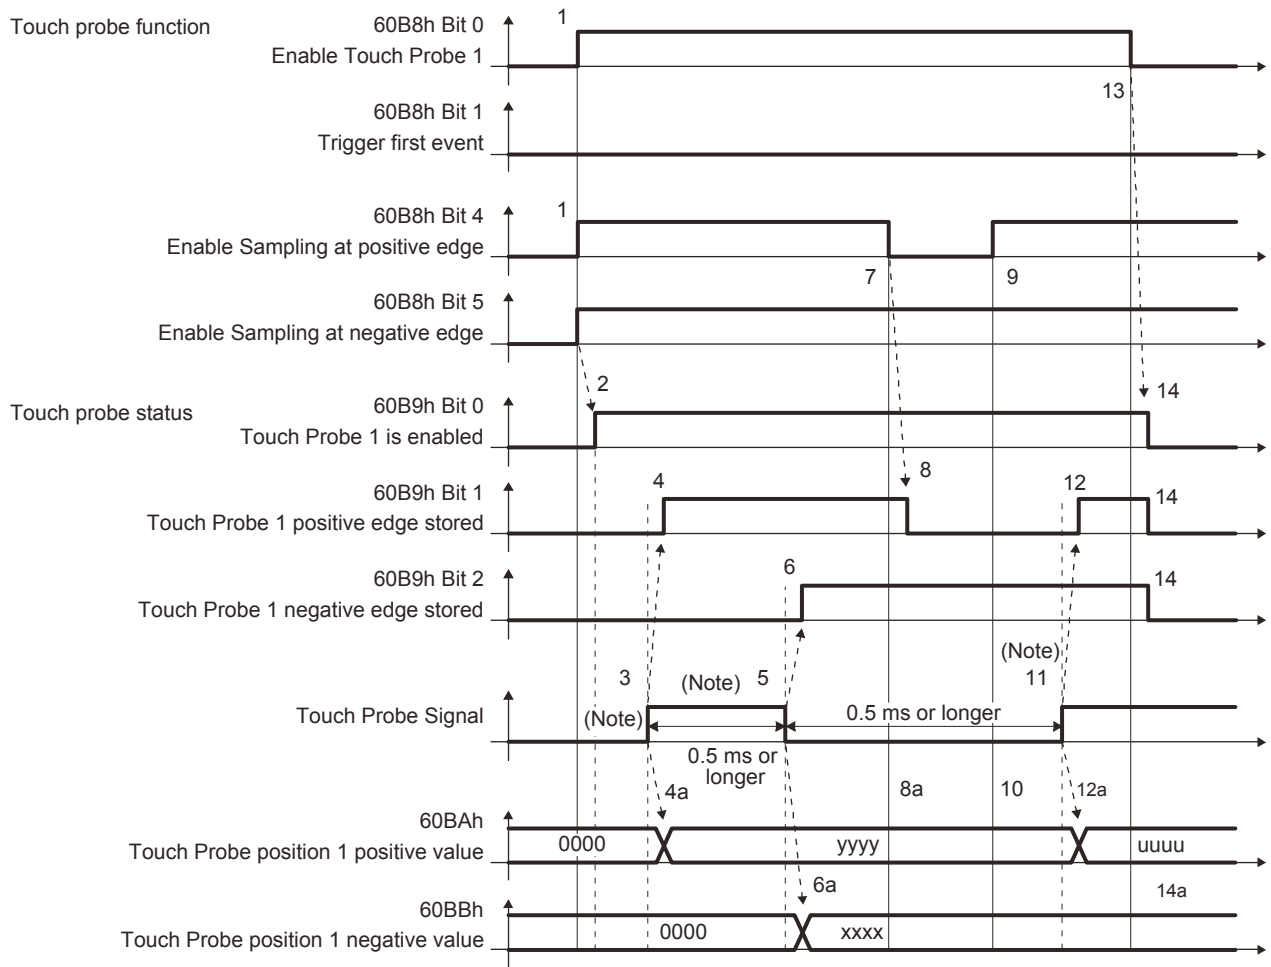 Touch probe function
60B8h Bit 0
Enable Touch Probe 1
1
13
60B8h Bit 1
Trigger first event
60B8h Bit 4
Enable Sampling at positive edge
1
7
9
60B8h Bit 5
Enable Sampling at negative edge
2
Touch probe status
60B9h Bit 0
Touch Probe 1 is enabled
14
8
60B9h Bit 1
Touch Probe 1 positive edge stored
4
12
14
60B9h Bit 2
Touch Probe 1 negative edge stored
6
14
(Note)
3
(Note)
5
11
Touch Probe Signal
(Note)
0.5 ms or longer
0.5 ms or
longer
4a
8a
10
12a
60BAh
Touch Probe position 1 positive value
0000
yyyy
uuuu
6a
14a
60BBh
Touch Probe position 1 negative value
0000
xxxx